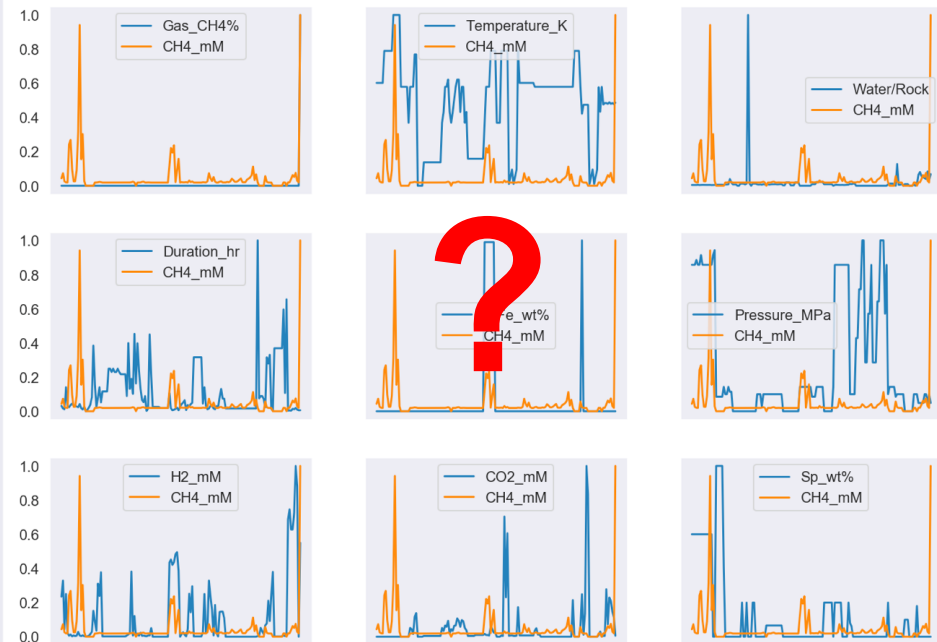 1.0
0.8
0.6
0.4
0.2
0.0
Gas_CH4%
CH4_mM
Temperature_K
CH4_mM
Water/Rock
CH4_mM
1.0
0.8
0.6
0.4
0.2
0.0
Duration_hr
CH4_mM
?
e_wt%
CH4_mM
Pressure_MPa
CH4_mM
1.0
0.8
0.6
0.4
0.2
0.0
H2_mM
CH4_mM
CO2_mM
CH4_mM
Sp_wt%
CH4_mM